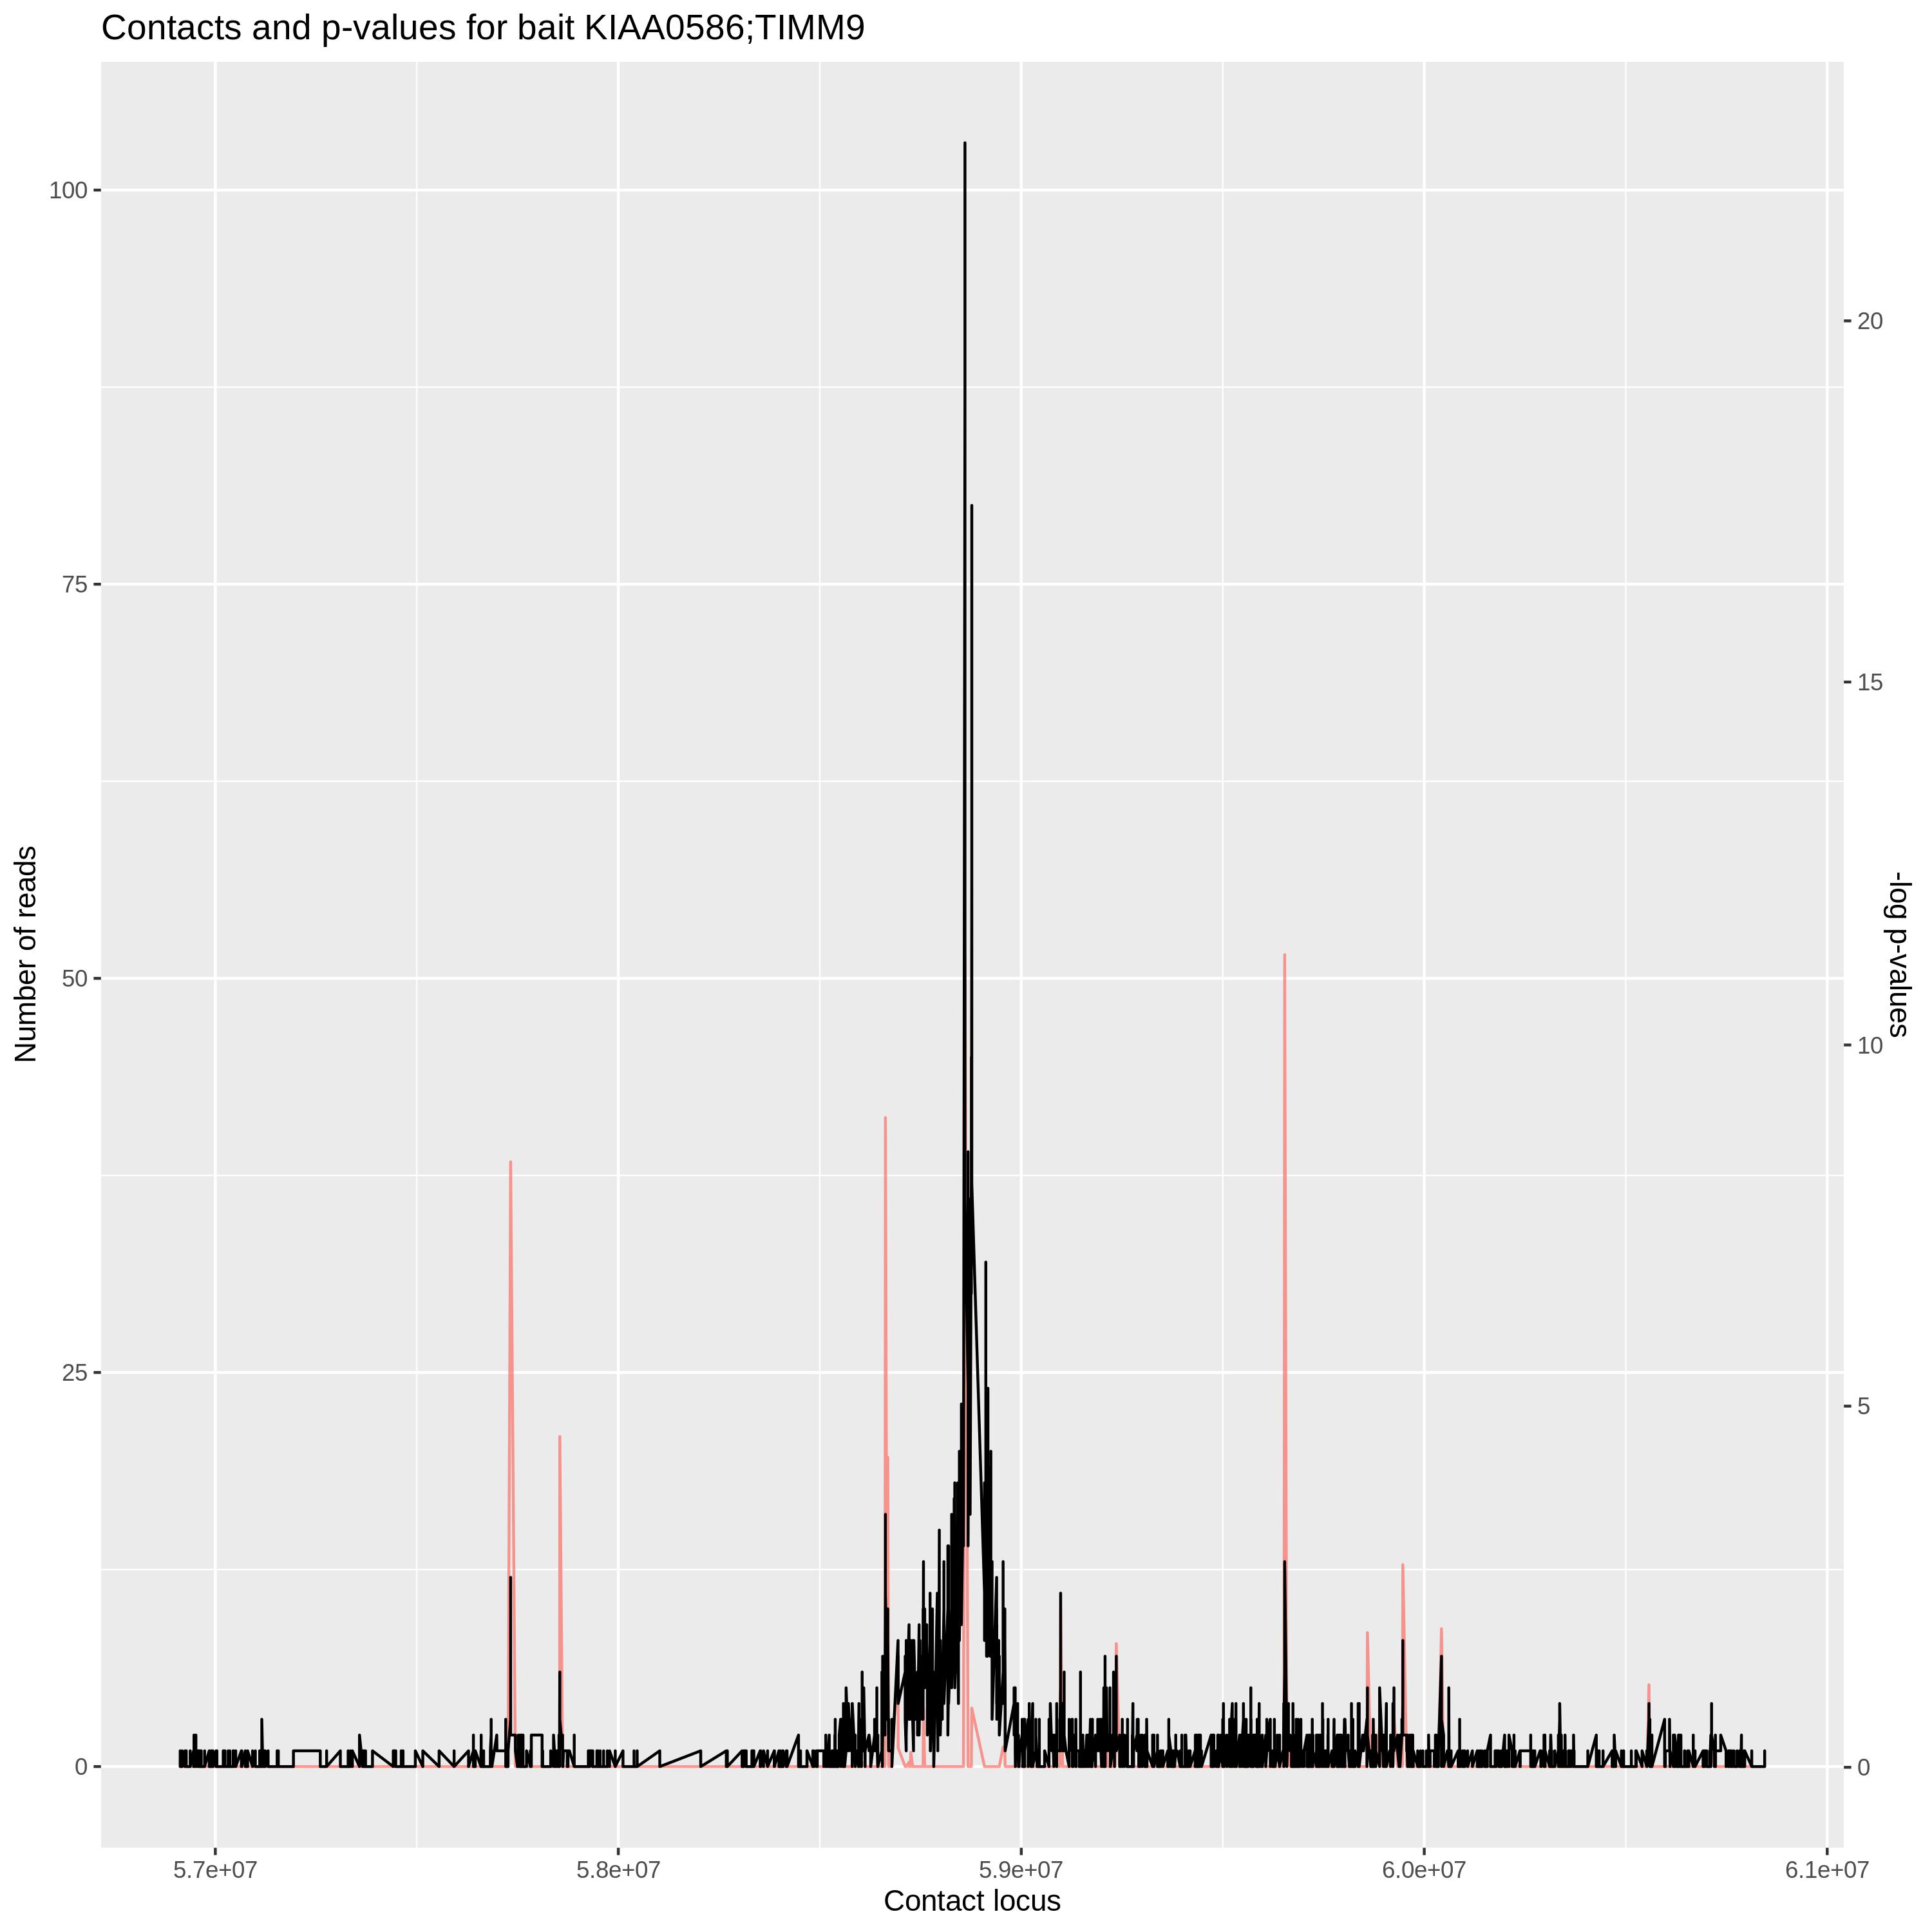 Contacts and p-values for bait KIAA0586;TIMM9
100
75
50
25
0
Number of reads
20
15
10
5
0
-log p-values
5.7e+07
5.8e+07
5.9e+07
6.0e+07
6.1e+07
Contact locus